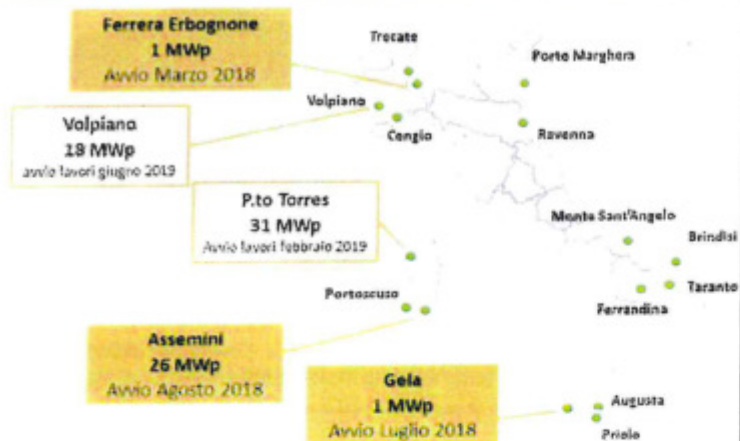 Ferrera Erbognone
1 MWp
Avvio Marzo 2018
Trecate
Porto Marghera
Volpiano
Cengio
Ravenna
Volpiano
18 MWp
avvio lavori giugno 2019
P.to Torres
31 MWp
Avvio lavori febbraio 2019
Monte Sant'Angelo
Brindisi
Taranto
Ferrandina
Portoscuso
Assemini
26 MWp
Avvio Agosto 2018
Gela
1 MWp
Avvio Luglio 2018
Augusta
Priolo